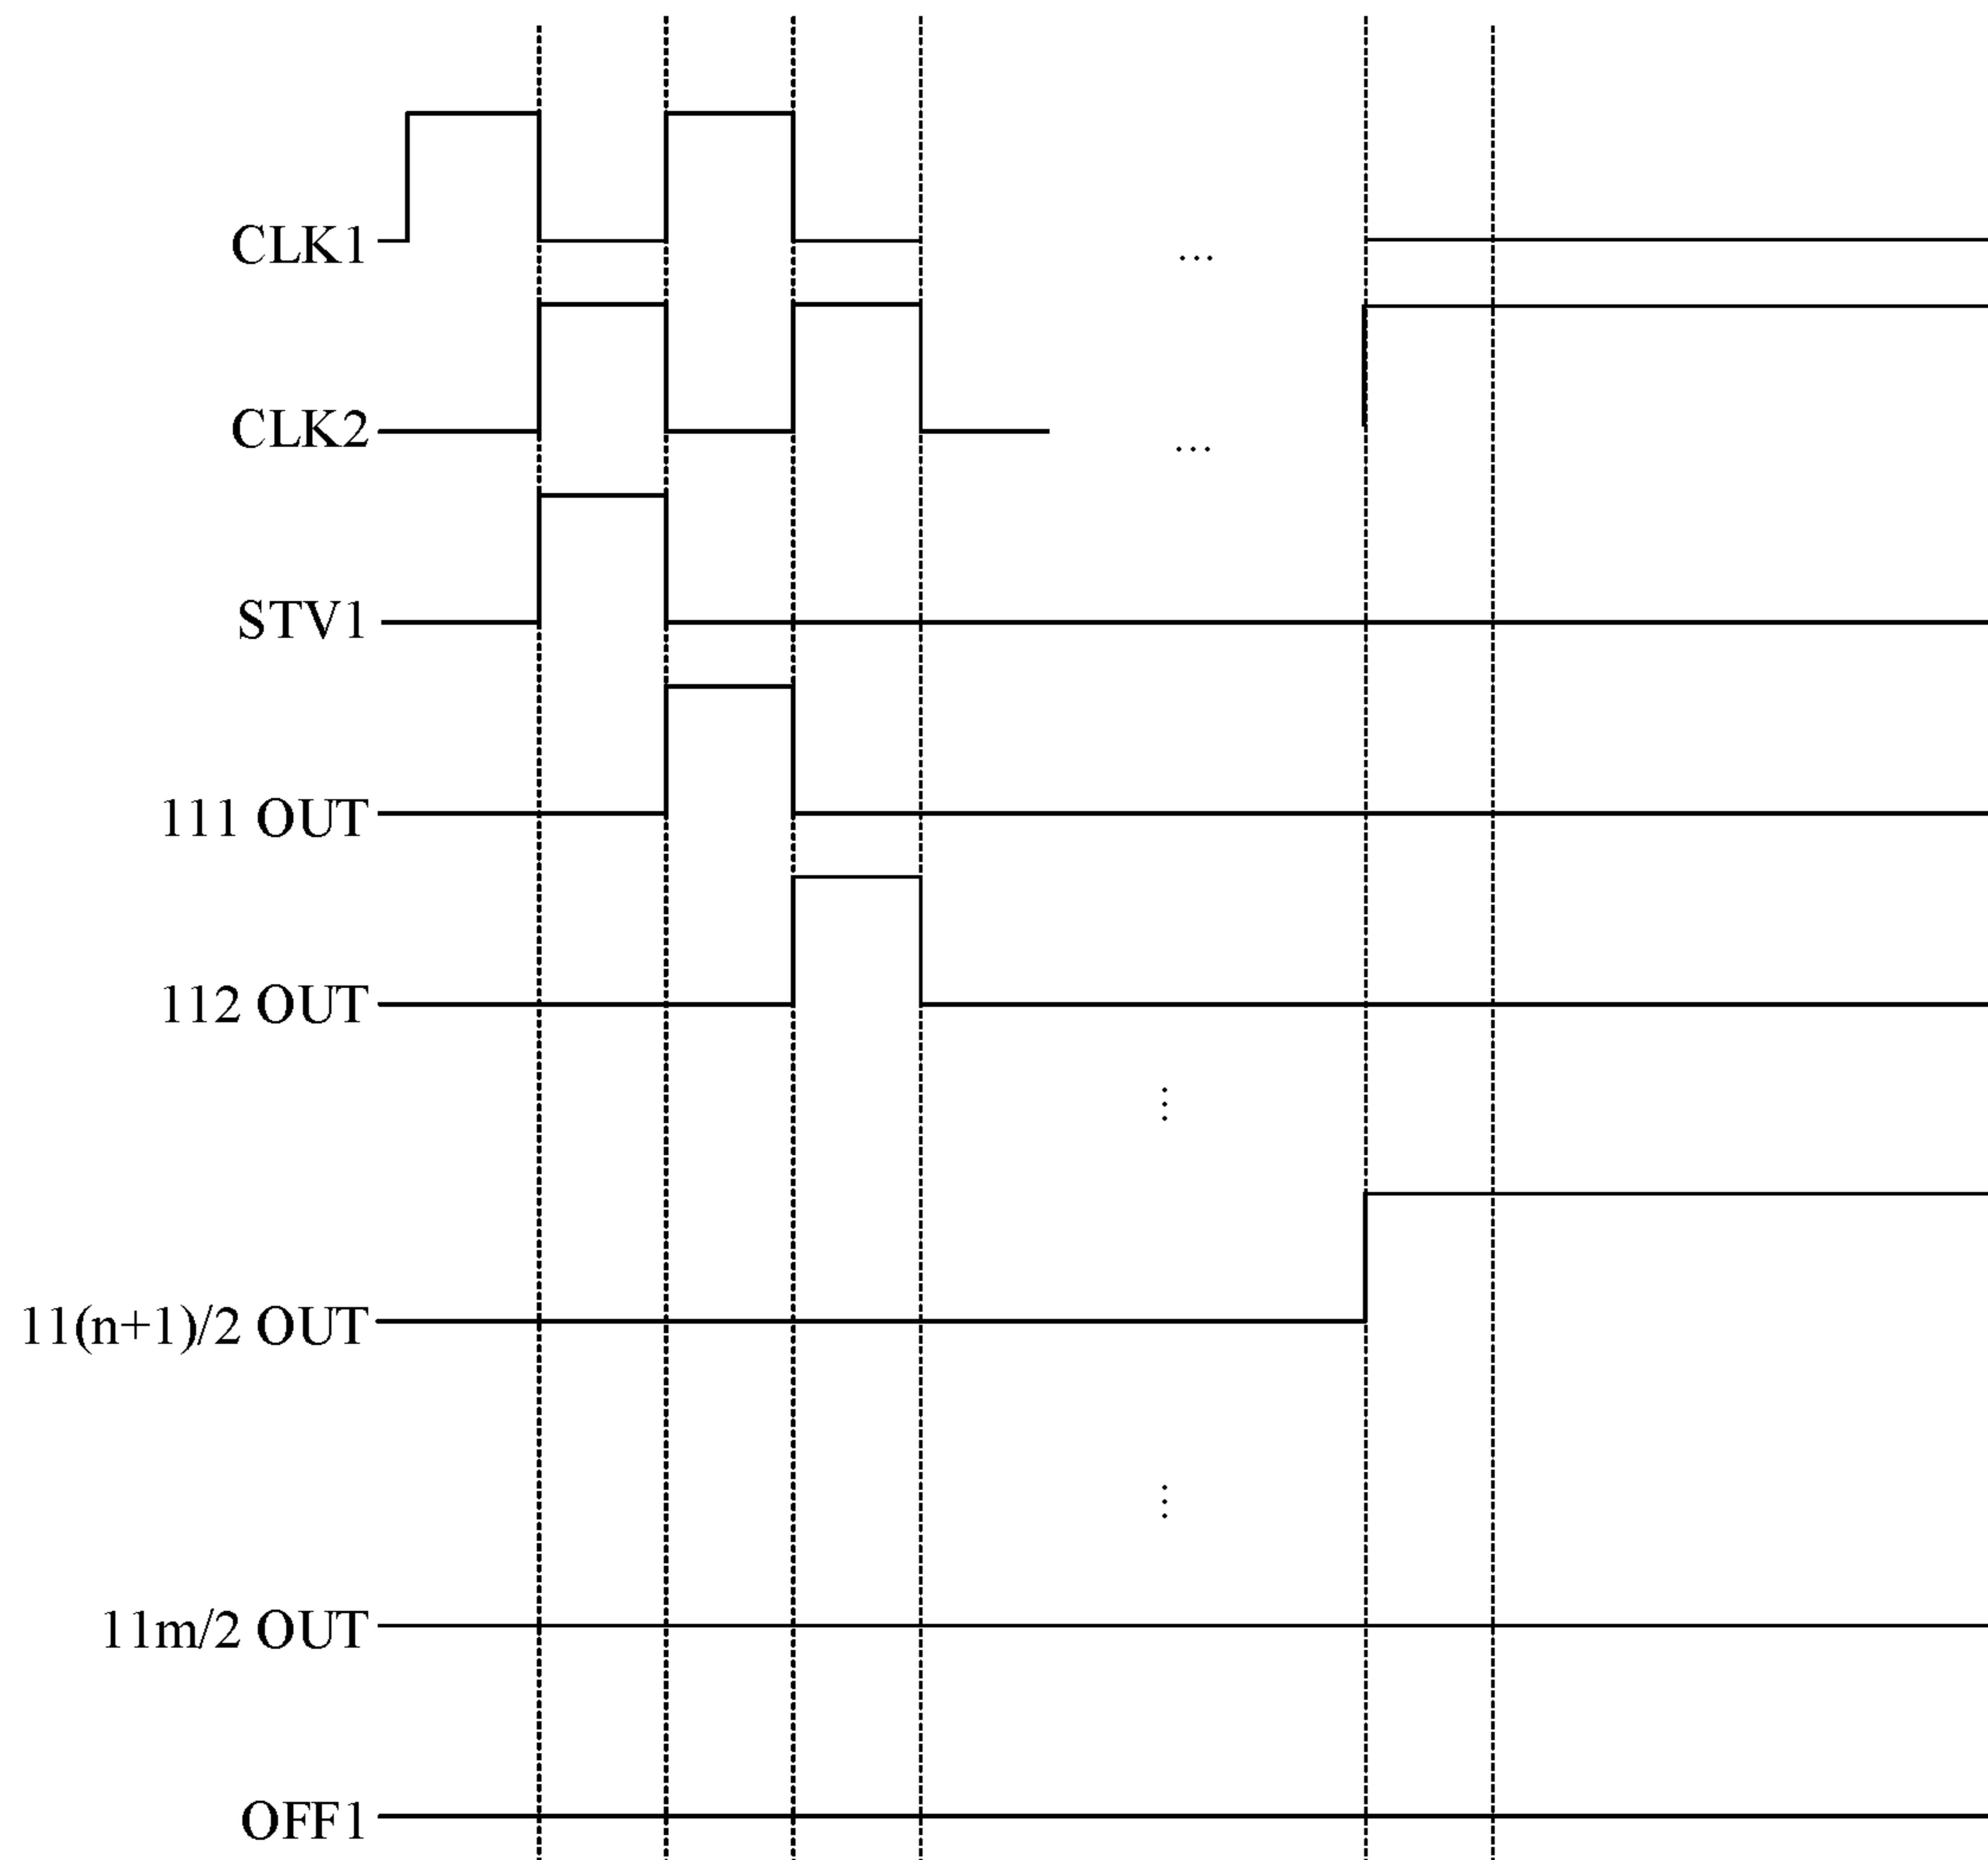 CLK1
...
CLK2
...
STV1
111 OUT
112 OUT
...
11(n+1)/2 OUT
...
11m/2 OUT
OFF1